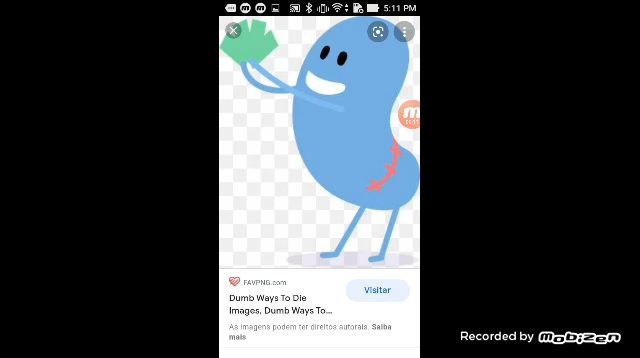 5:11 PM
FAVPNG.com
Dumb Ways To Die
Images, Dumb Ways To...
Visitar
As imagens podem ter direitos autorais. Saiba
mais
Recorded by mobizen